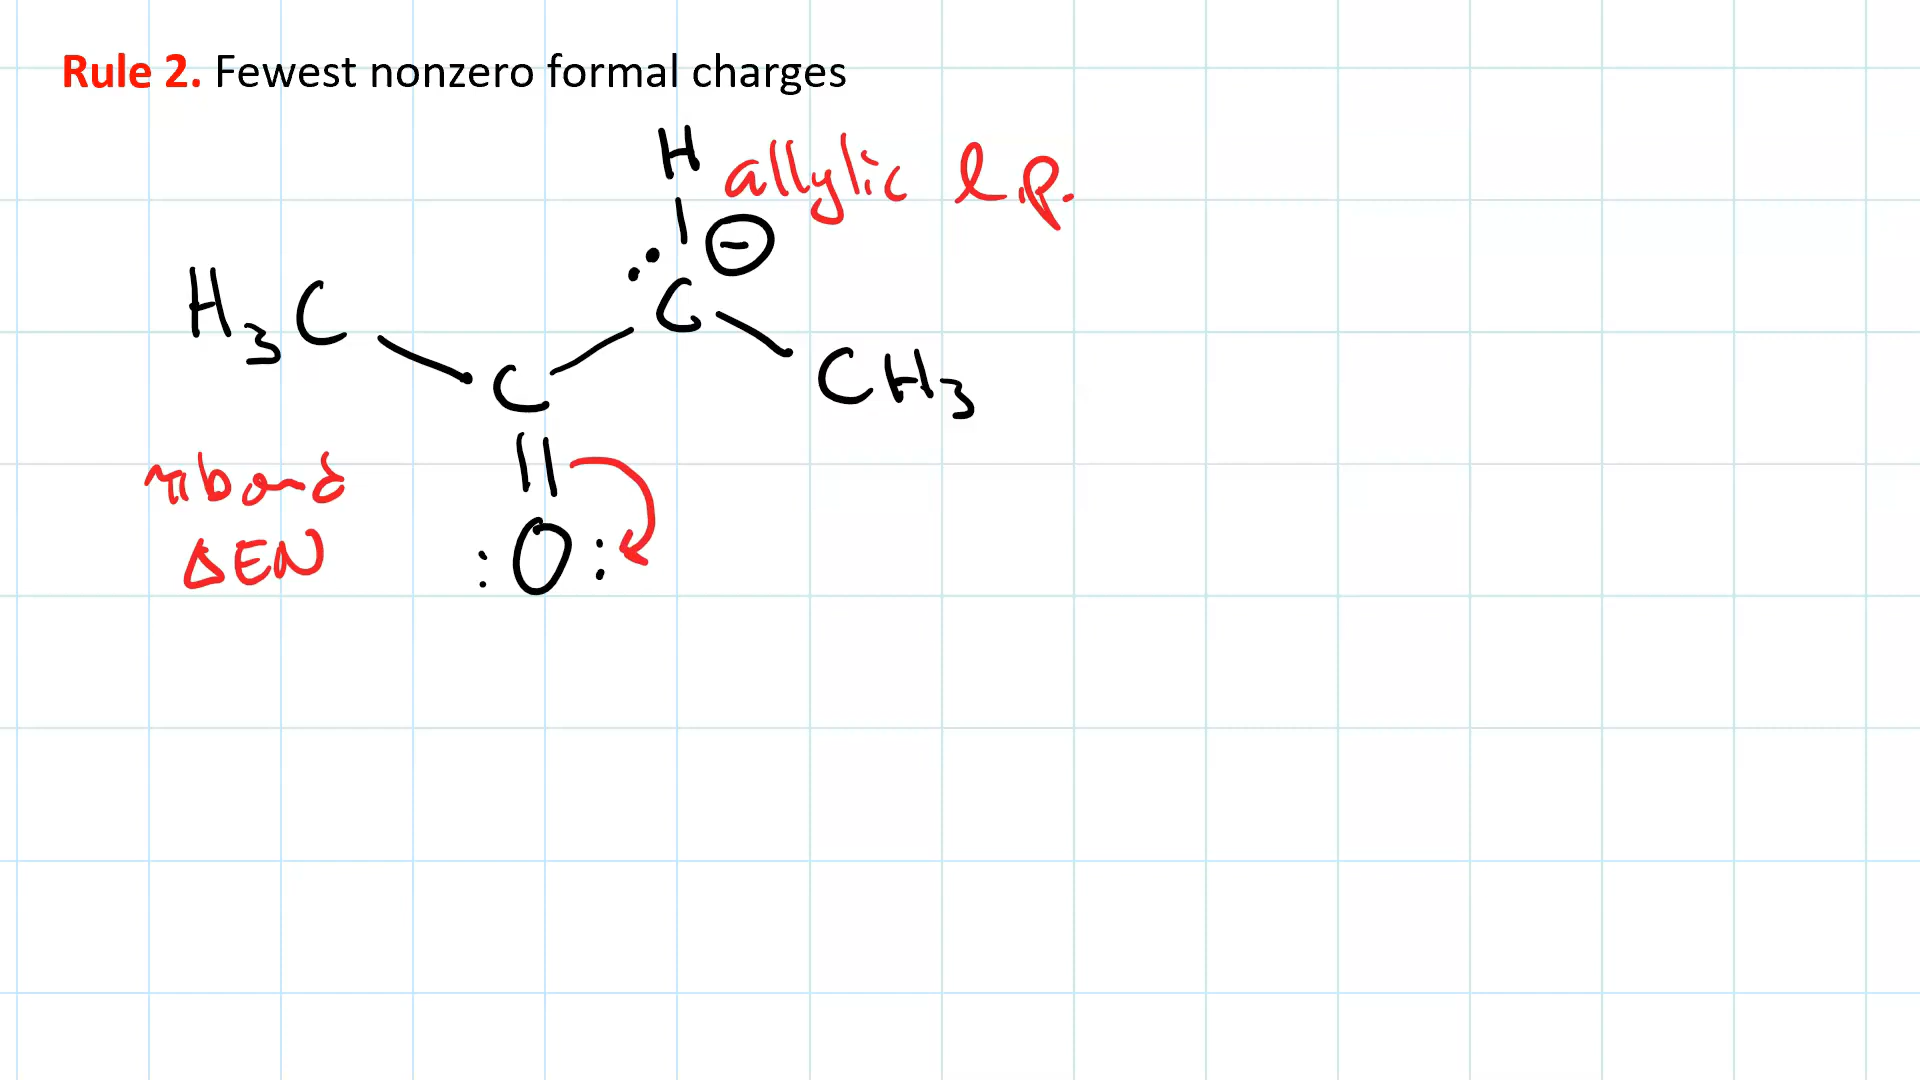 Rule 2. Fewest nonzero formal charges
H allylic l.p.
:
⊖
H₃C C
C CH₃
π bond
ΔEN
:O: